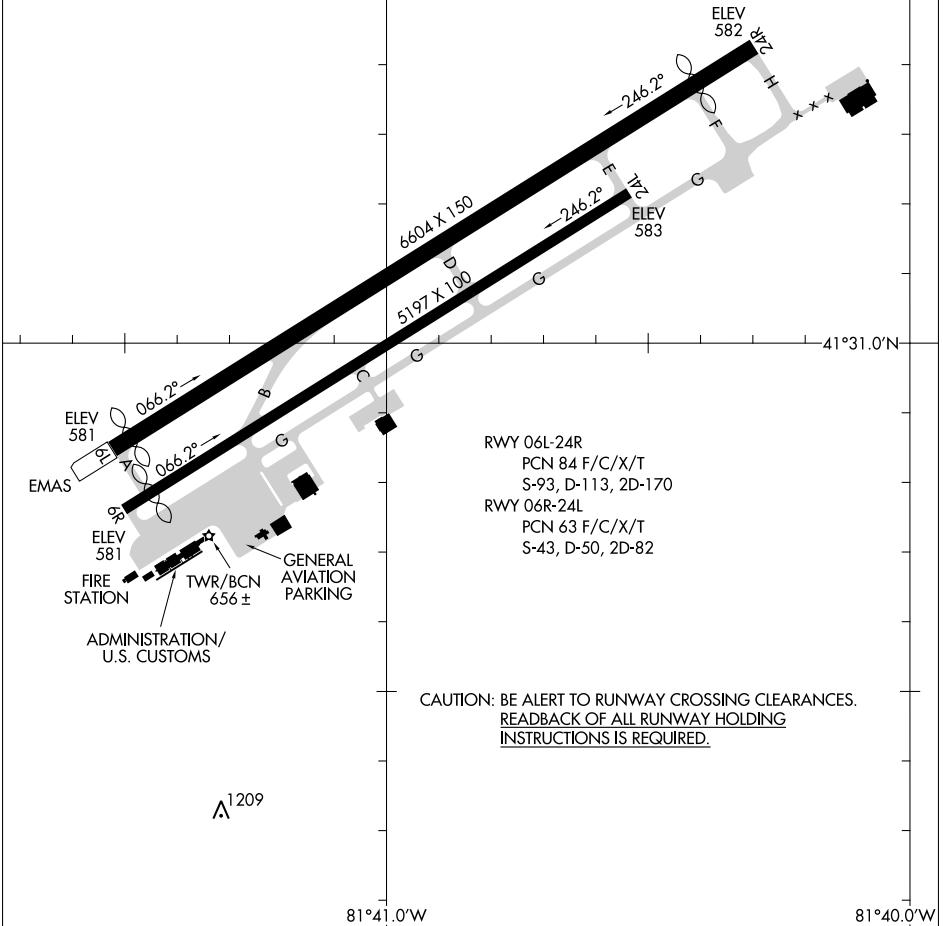 ELEV
582
24R
H
246.2°
F
E
G
24L
246.2°
ELEV
583
6604 X 150
D
G
5197 X 100
G
41°31.0'N
C
B
066.2°
ELEV
581
6L
A
066.2°
G
EMAS
6R
ELEV
581
RWY 06L-24R
PCN 84 F/C/X/T
S-93, D-113, 2D-170
RWY 06R-24L
PCN 63 F/C/X/T
S-43, D-50, 2D-82
FIRE
STATION
TWR/BCN
656 ±
GENERAL
AVIATION
PARKING
ADMINISTRATION/
U.S. CUSTOMS
CAUTION: BE ALERT TO RUNWAY CROSSING CLEARANCES.
READBACK OF ALL RUNWAY HOLDING
INSTRUCTIONS IS REQUIRED.
1209
81°41.0'W
81°40.0'W